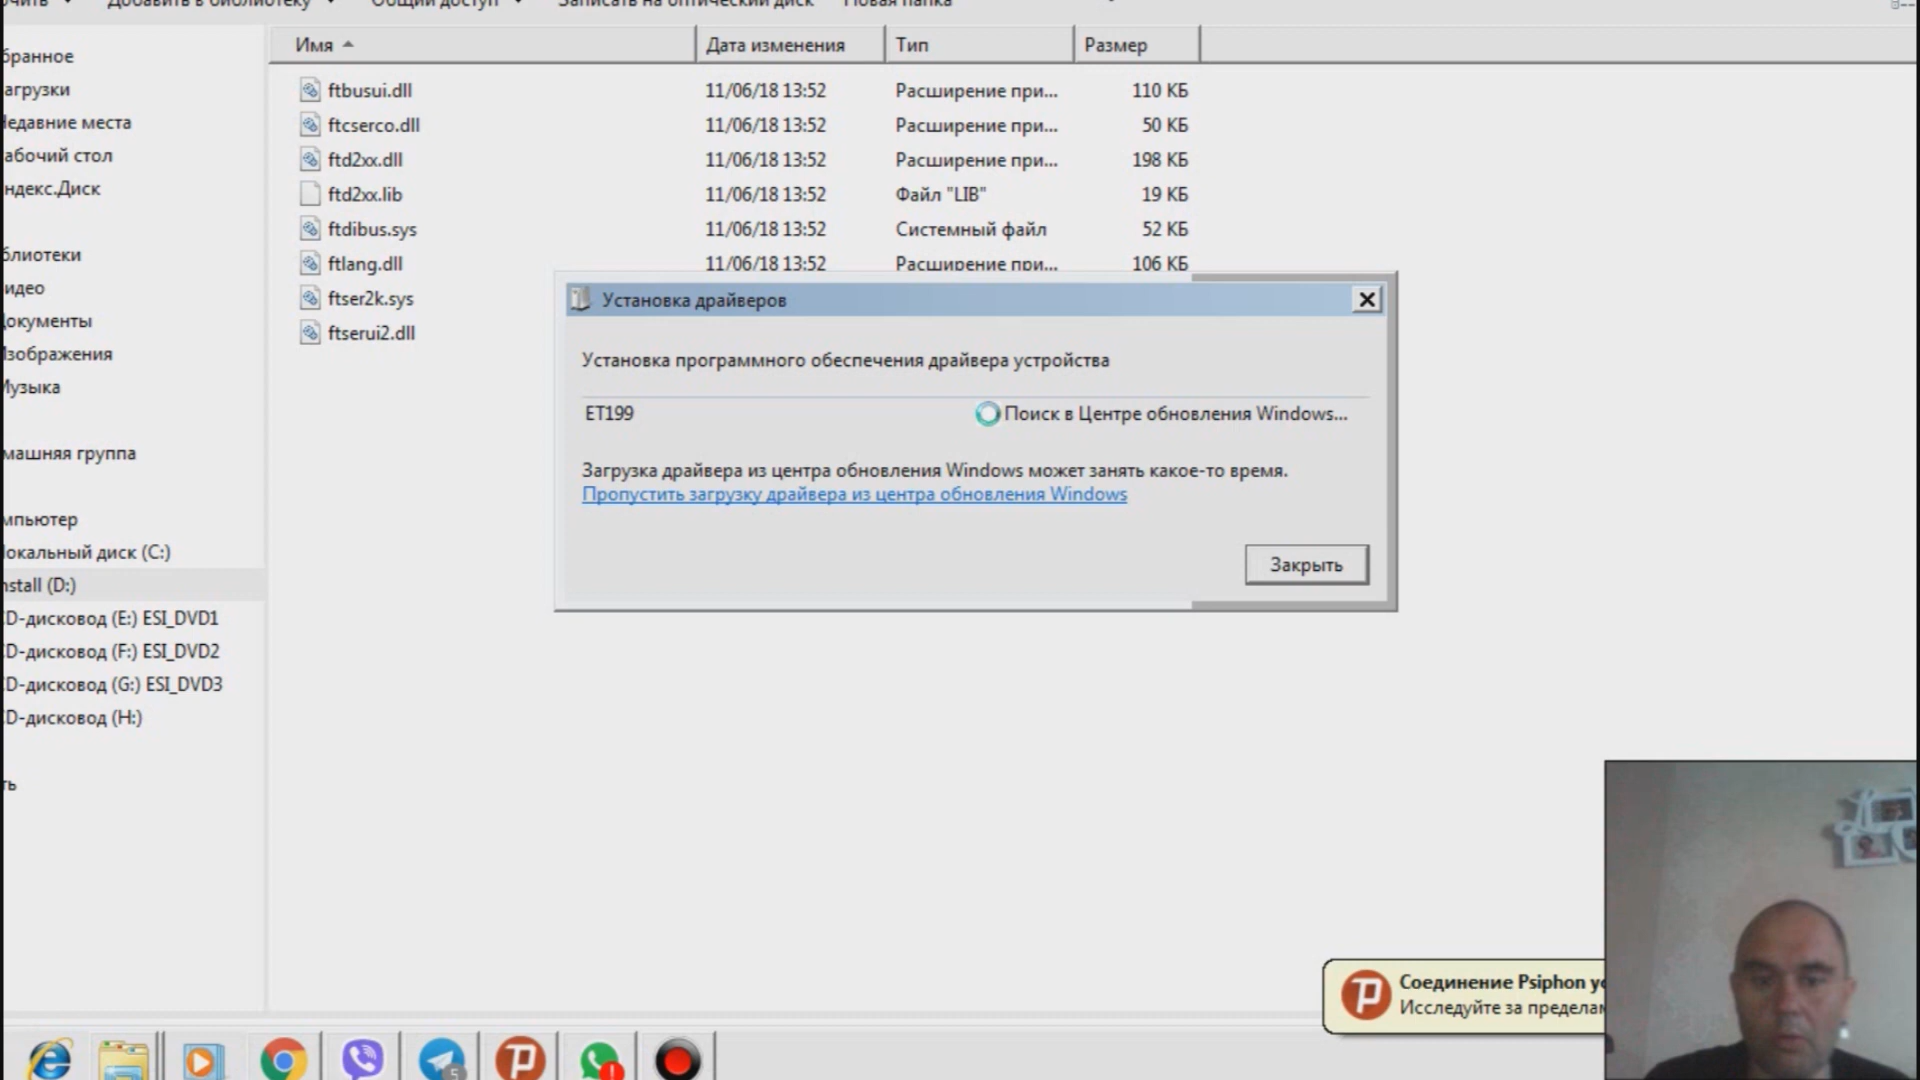 Добавить в библиотеку
Общий доступ
Записать на оптический диск
Новая папка
Имя
Дата изменения
Тип
Размер
бранное
агрузки
едавние места
абочий стол
ндекс.Диск
блиотеки
идео
окументы
зображения
Музыка
машняя группа
мпьютер
окальный диск (C:)
nstall (D:)
D-дисковод (E:) ESI_DVD1
D-дисковод (F:) ESI_DVD2
D-дисковод (G:) ESI_DVD3
D-дисковод (H:)
ть
ftbusui.dll 11/06/18 13:52 Расширение при... 110 КБ
ftcserco.dll 11/06/18 13:52 Расширение при... 50 КБ
ftd2xx.dll 11/06/18 13:52 Расширение при... 198 КБ
ftd2xx.lib 11/06/18 13:52 Файл "LIB" 19 КБ
ftdibus.sys 11/06/18 13:52 Системный файл 52 КБ
ftlang.dll 11/06/18 13:52 Расширение при... 106 КБ
ftser2k.sys
ftserui2.dll
Установка драйверов
Установка программного обеспечения драйвера устройства
ET199 Поиск в Центре обновления Windows...
Загрузка драйвера из центра обновления Windows может занять какое-то время.
Пропустить загрузку драйвера из центра обновления Windows
Закрыть
Соединение Psiphon ус
Исследуйте за предела
5